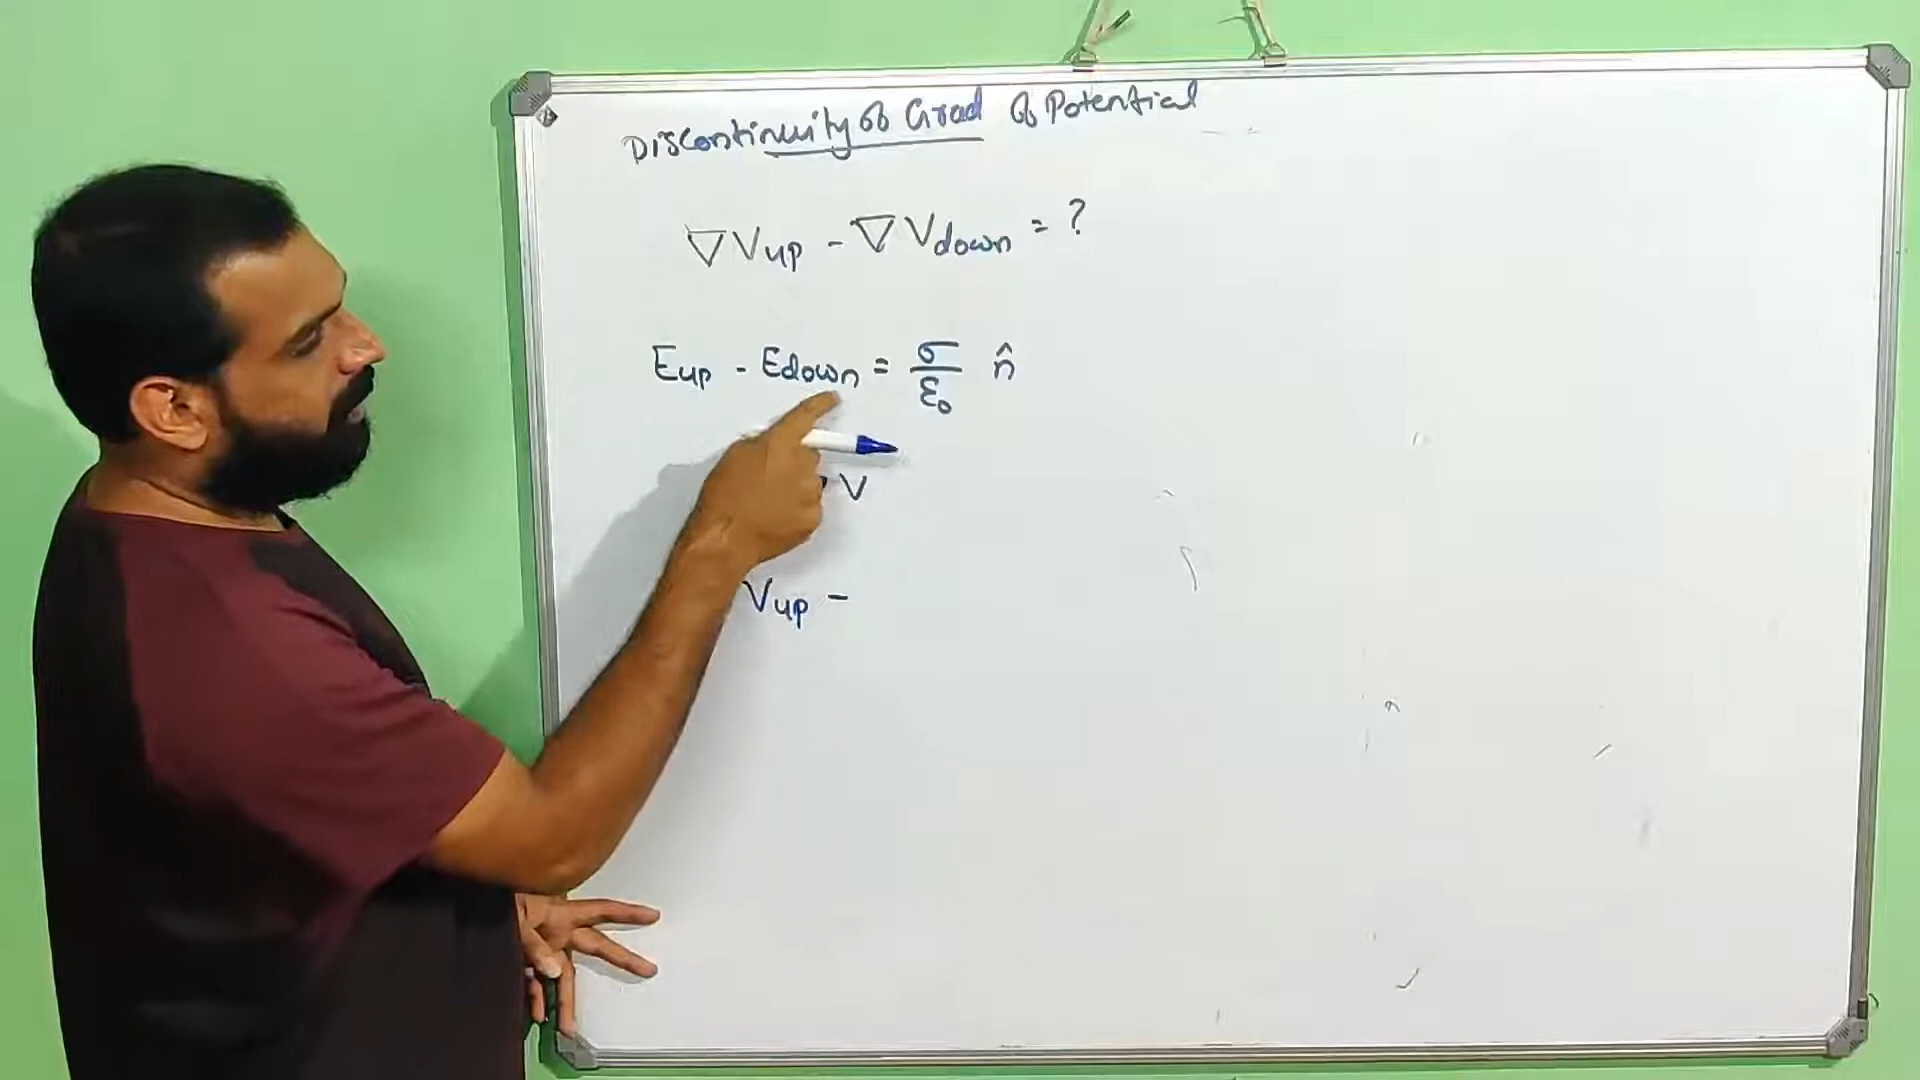 Discontinuity of Grad of Potential
∇Vup - ∇Vdown = ?
Eup - Edown = σ/ε₀ n̂
V
Vup -